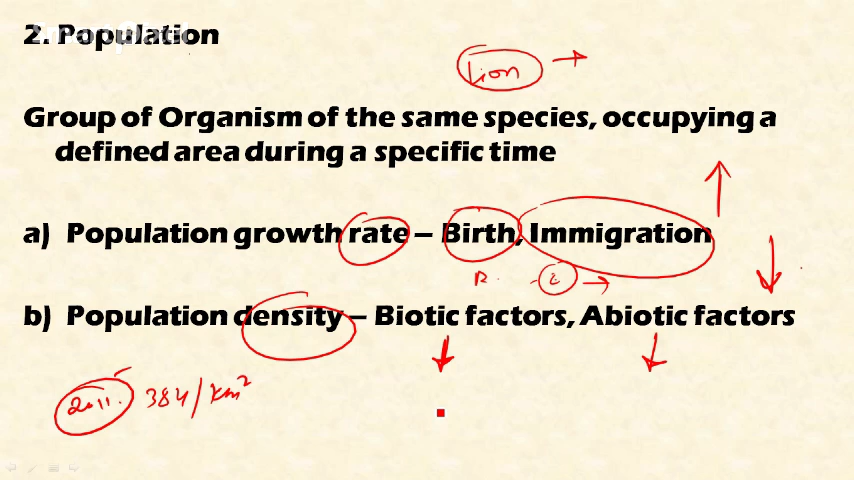 2. Population
Lion
Group of Organism of the same species, occupying a
defined area during a specific time
a) Population growth rate – Birth, Immigration
b) Population density – Biotic factors, Abiotic factors
2011. 384/km²